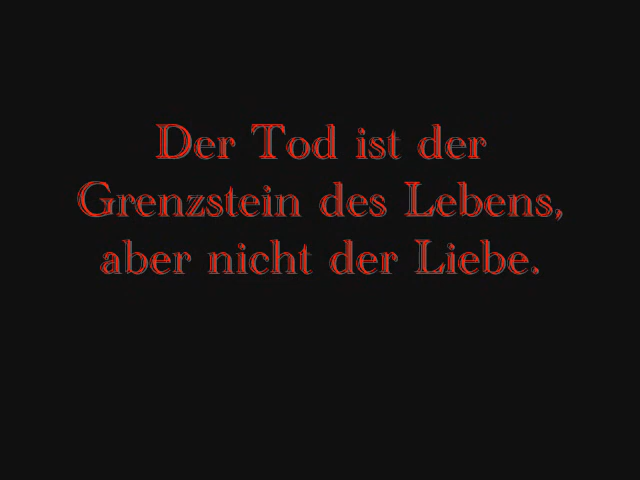 Der Tod ist der
Grenzstein des Lebens,
aber nicht der Liebe.